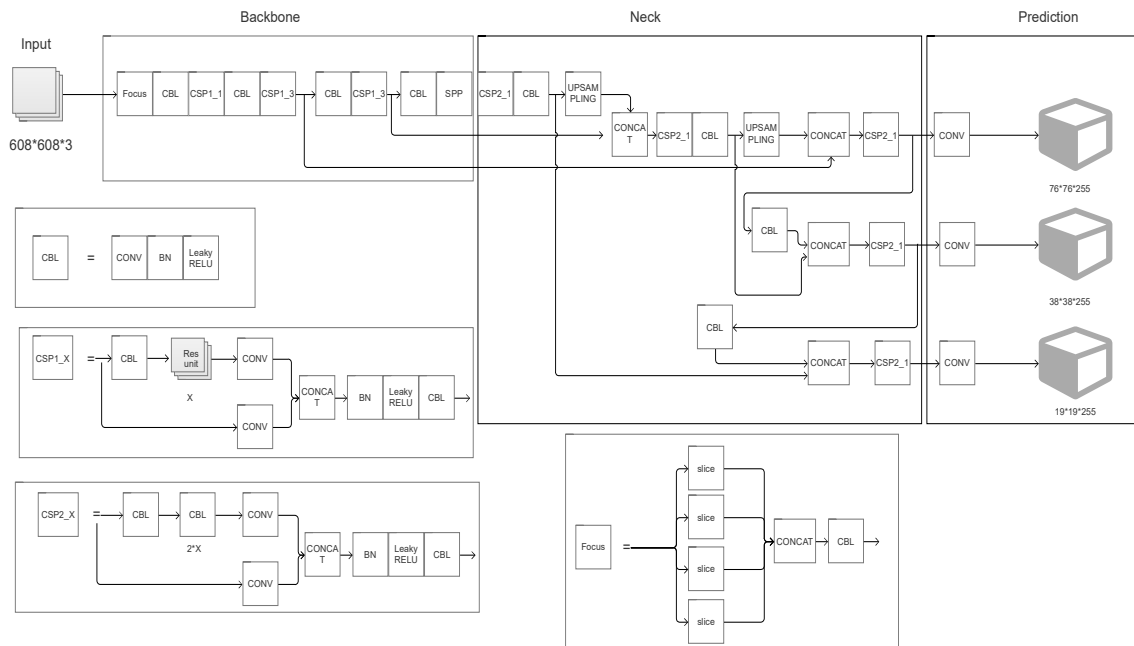 Backbone
Neck
Prediction
Input
608*608*3
Focus
CBL
CSP1_1
CBL
CSP1_3
CBL
CSP1_3
CBL
SPP
CSP2_1
CBL
UPSAM
PLING
CONCA
T
CSP2_1
CBL
UPSAM
PLING
CONCAT
CSP2_1
CONV
76*76*255
CBL
CONCAT
CSP2_1
CONV
38*38*255
CBL
CONCAT
CSP2_1
CONV
19*19*255
CBL
=
CONV
BN
Leaky
RELU
CSP1_X
=
CBL
Res
unit
X
CONV
CONV
CONCA
T
BN
Leaky
RELU
CBL
CSP2_X
=
CBL
CBL
2*X
CONV
CONV
CONCA
T
BN
Leaky
RELU
CBL
Focus
=
slice
slice
slice
slice
CONCAT
CBL